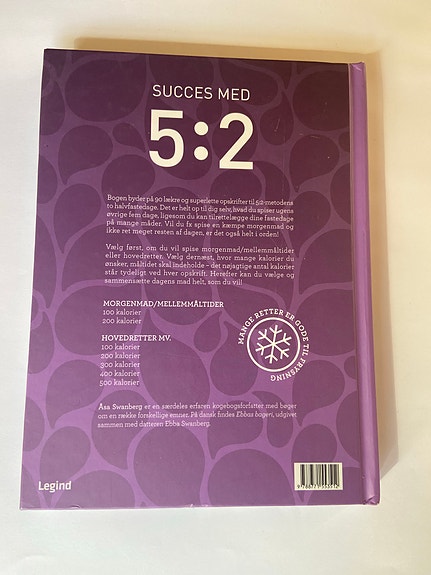 SUCCES MED
5:2
Bogen byder på 90 lækre og superlette opskrifter til 5:2-metodens
to halvfastedage. Det er helt op til dig selv, hvad du spiser ugens
øvrige fem dage, ligesom du kan tilrettelægge dine fastedage
på mange måder. Vil du fx spise en kæmpe morgenmad og
ikke ret meget resten af dagen, er det også helt i orden!
Vælg først, om du vil spise morgenmad/mellemmåltider
eller hovedretter. Vælg dernæst, hvor mange kalorier du
ønsker, måltidet skal indeholde – det nøjagtige antal kalorier
står tydeligt ved hver opskrift. Herefter kan du vælge og
sammensætte dagens mad helt, som du vil!
MORGENMAD/MELLEMMÅLTIDER
100 kalorier
200 kalorier
MANGE RETTER ER GODE TIL FRYSNING
HOVEDRETTER MV.
100 kalorier
200 kalorier
300 kalorier
400 kalorier
500 kalorier
Åsa Swanberg er en særdeles erfaren kogebogsforfatter med bøger
om en række forskellige emner. På dansk findes Ebbas bageri, udgivet
sammen med datteren Ebba Swanberg.
Legind